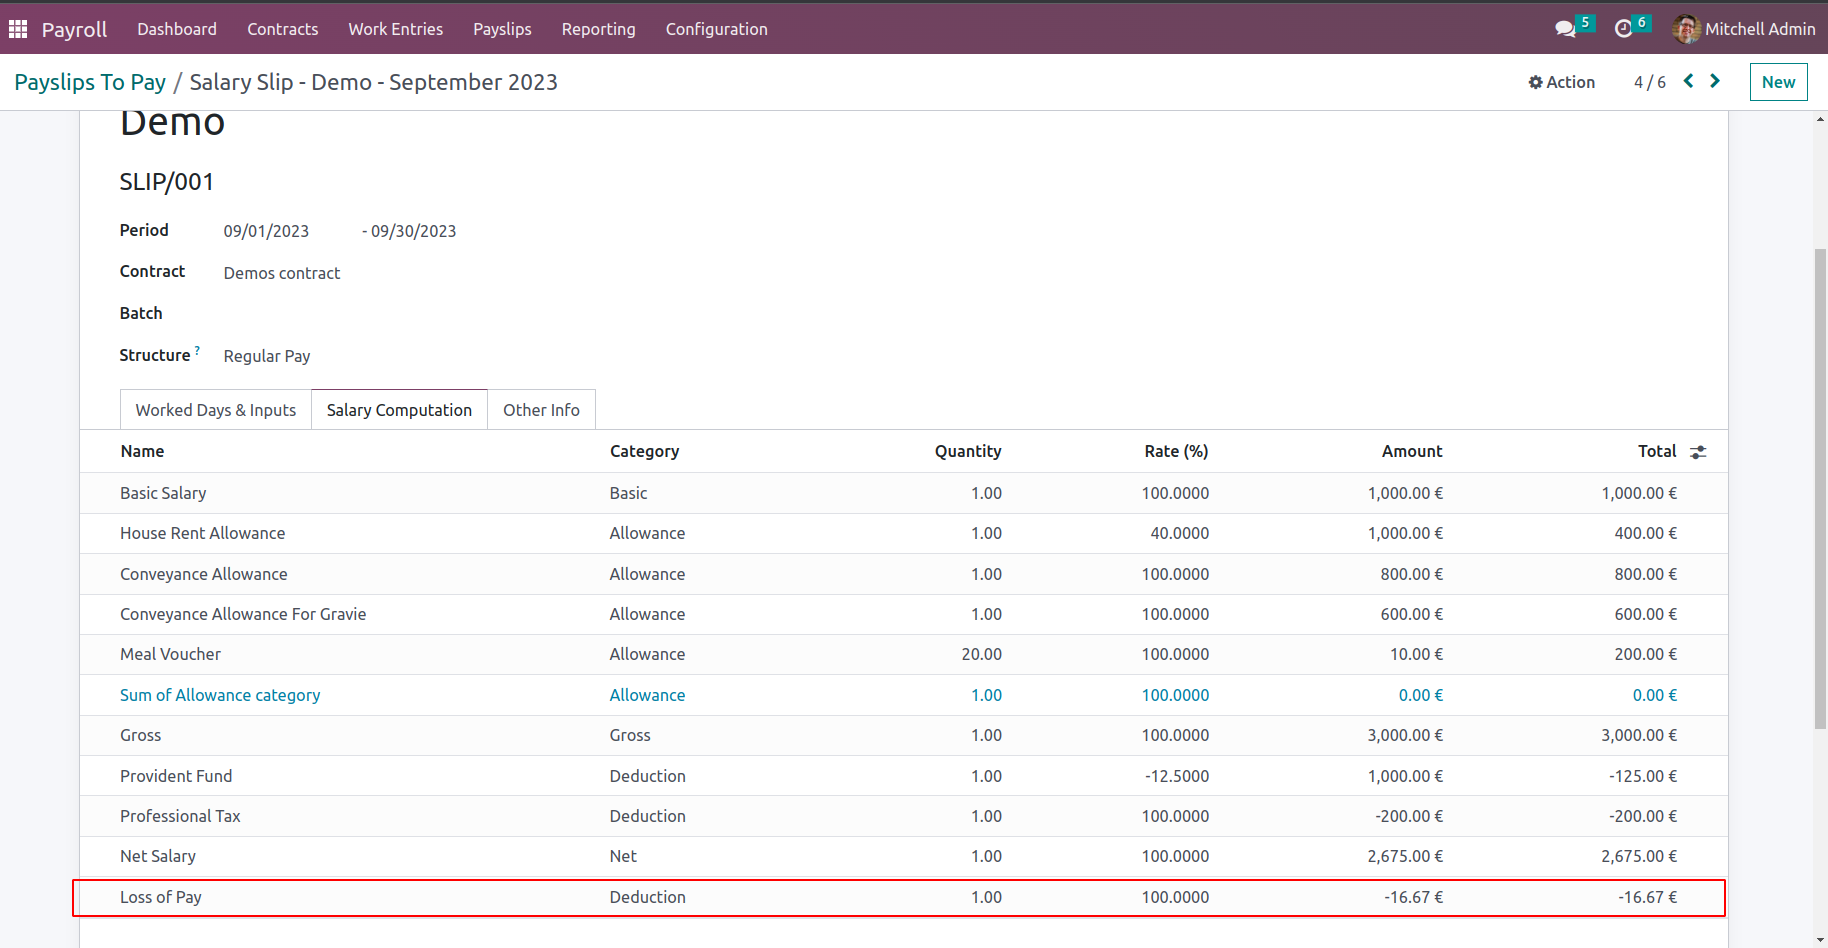 Payroll Dashboard Contracts Work Entries Payslips Reporting Configuration 5 6 Mitchell Admin
Payslips To Pay / Salary Slip - Demo - September 2023 Action 4 / 6 New
Demo
SLIP/001
Period 09/01/2023 - 09/30/2023
Contract Demos contract
Batch
Structure ? Regular Pay
Worked Days & Inputs Salary Computation Other Info
Name Category Quantity Rate (%) Amount Total
Basic Salary Basic 1.00 100.0000 1,000.00 € 1,000.00 €
House Rent Allowance Allowance 1.00 40.0000 1,000.00 € 400.00 €
Conveyance Allowance Allowance 1.00 100.0000 800.00 € 800.00 €
Conveyance Allowance For Gravie Allowance 1.00 100.0000 600.00 € 600.00 €
Meal Voucher Allowance 20.00 100.0000 10.00 € 200.00 €
Sum of Allowance category Allowance 1.00 100.0000 0.00 € 0.00 €
Gross Gross 1.00 100.0000 3,000.00 € 3,000.00 €
Provident Fund Deduction 1.00 -12.5000 1,000.00 € -125.00 €
Professional Tax Deduction 1.00 100.0000 -200.00 € -200.00 €
Net Salary Net 1.00 100.0000 2,675.00 € 2,675.00 €
Loss of Pay Deduction 1.00 100.0000 -16.67 € -16.67 €